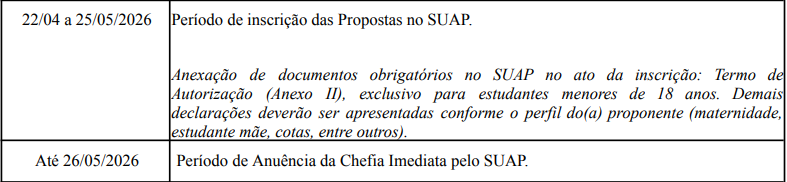 22/04 a 25/05/2026
Período de inscrição das Propostas no SUAP.
Anexação de documentos obrigatórios no SUAP no ato da inscrição: Termo de
Autorização (Anexo II), exclusivo para estudantes menores de 18 anos. Demais
declarações deverão ser apresentadas conforme o perfil do(a) proponente (maternidade,
estudante mãe, cotas, entre outros).
Até 26/05/2026
Período de Anuência da Chefia Imediata pelo SUAP.